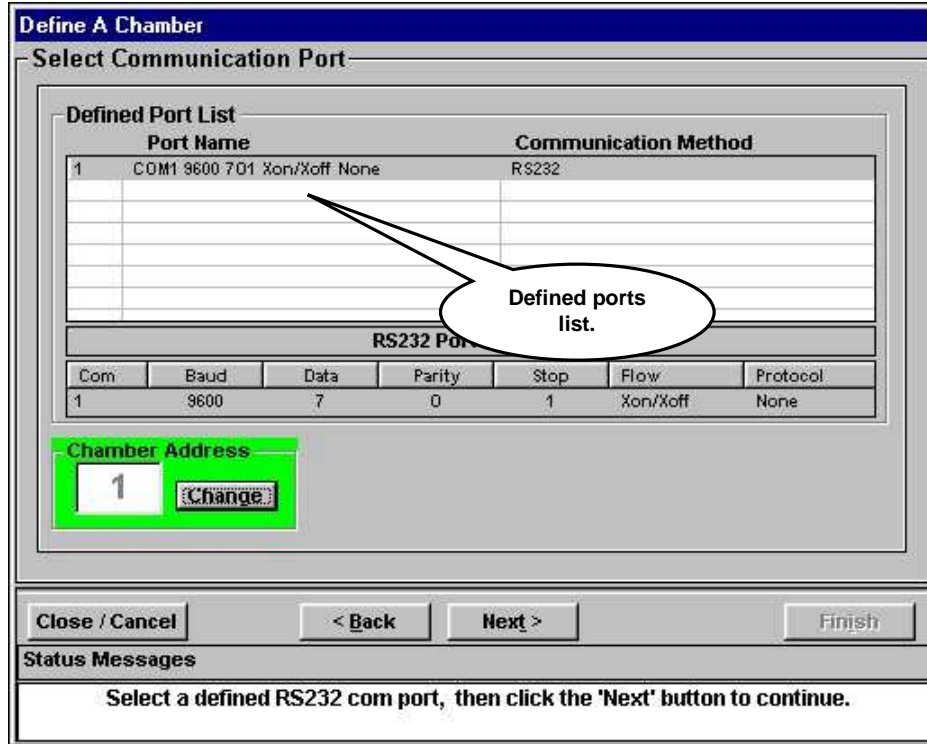 Define A Chamber
Select Communication Port
Defined Port List
Port Name Communication Method
1 COM1 9600 7O1 Xon/Xoff None RS232
Defined ports
list.
RS232 Port
Com Baud Data Parity Stop Flow Protocol
1 9600 7 O 1 Xon/Xoff None
Chamber Address
1 Change
Close / Cancel < Back Next > Finish
Status Messages
Select a defined RS232 com port, then click the 'Next' button to continue.